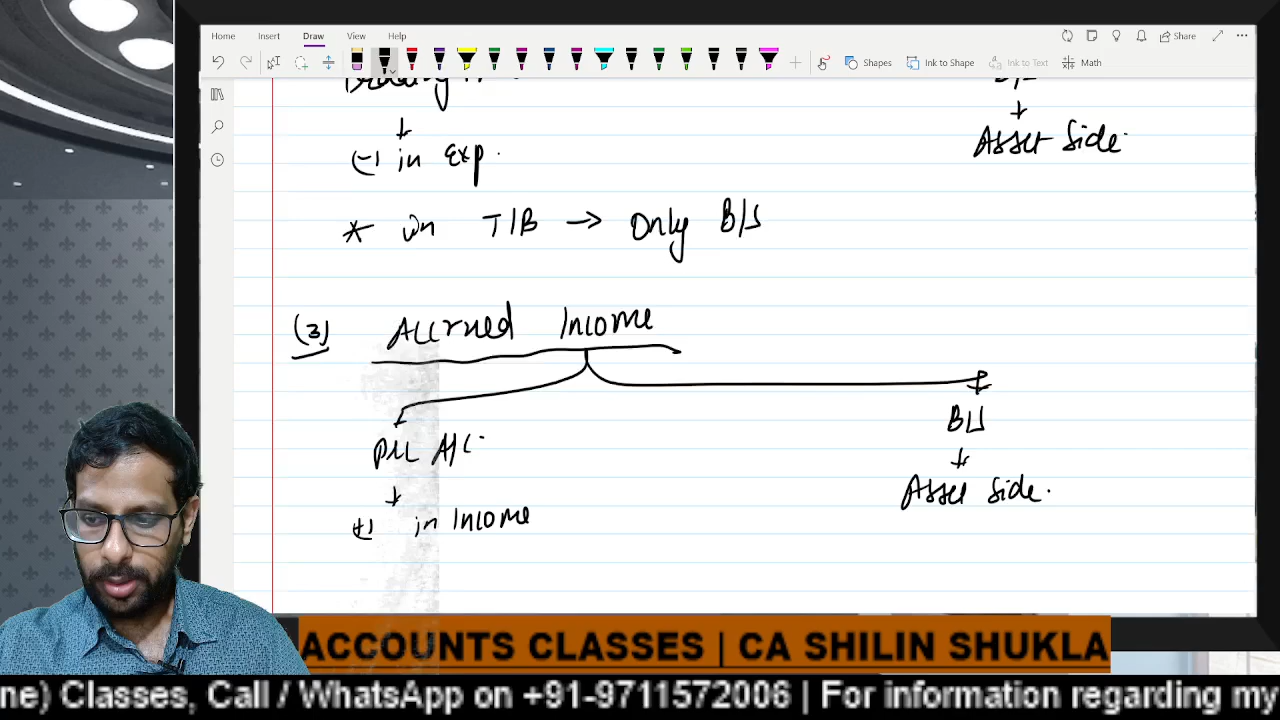 Home Insert Draw View Help Share
Shapes Ink to Shape Ink to Text Math
(-) in Exp.
Asset Side.
* in T/B → Only B/S
(3) Accrued Income
P&L A/C
B/S
(+) in Income
Asset Side.
ACCOUNTS CLASSES | CA SHILIN SHUKLA
ne) Classes, Call / WhatsApp on +91-9711572006 | For information regarding my